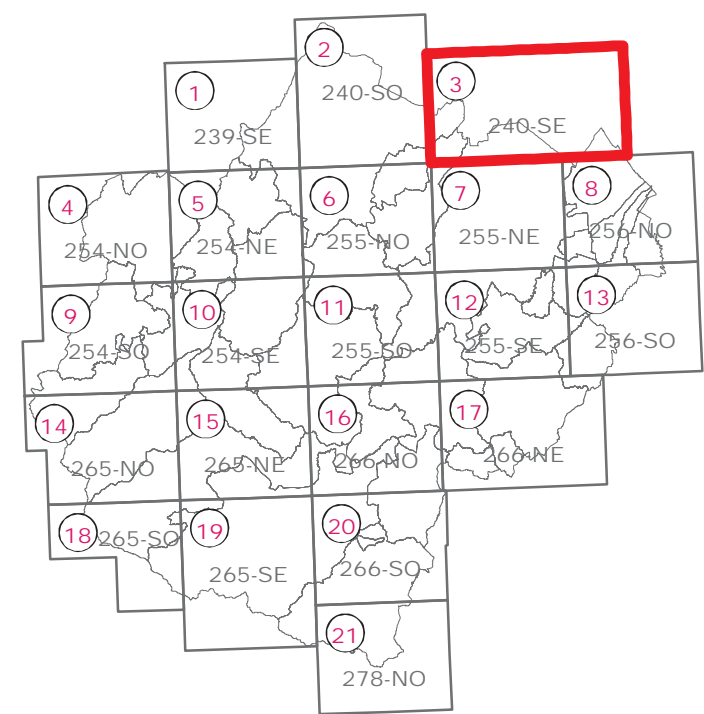 2
240-SO
1
239-SE
3
240-SE
4
254-NO
5
254-NE
6
255-NO
7
255-NE
8
256-NO
9
254-SO
10
254-SE
11
255-SO
12
255-SE
13
256-SO
14
265-NO
15
265-NE
16
266-NO
17
266-NE
18
265-SO
19
265-SE
20
266-SO
21
278-NO